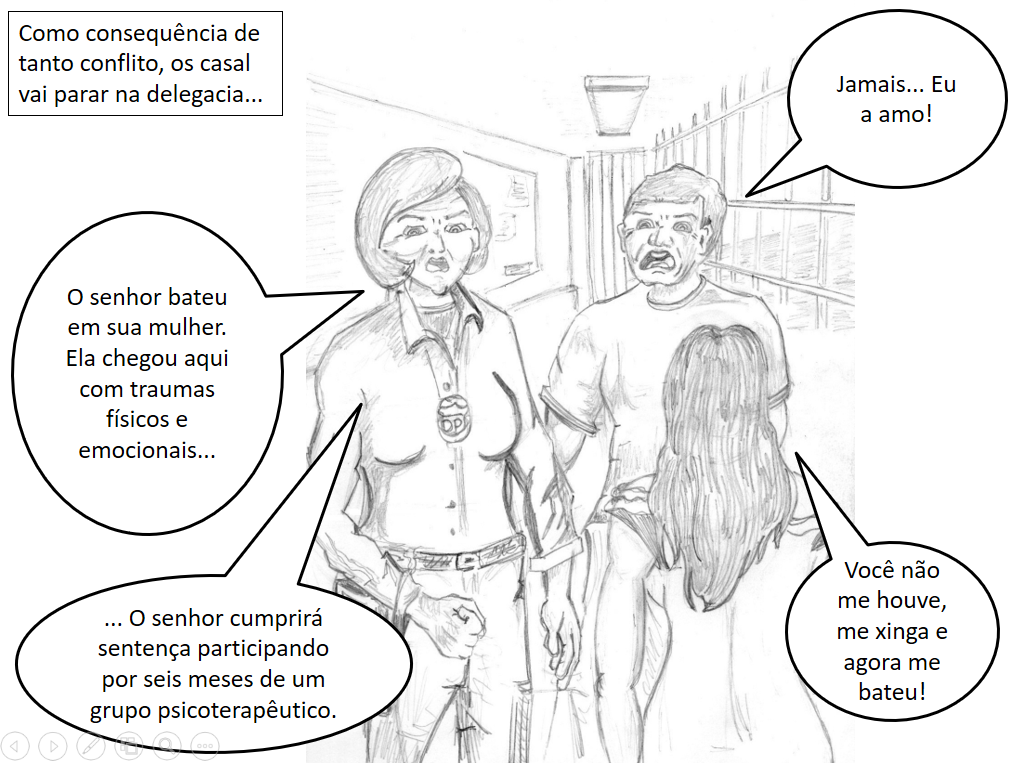 Como consequência de
tanto conflito, os casal
vai parar na delegacia...
Jamais... Eu
a amo!
O senhor bateu
em sua mulher.
Ela chegou aqui
com traumas
físicos e
emocionais...
DP
... O senhor cumprirá
sentença participando
por seis meses de um
grupo psicoterapêutico.
Você não
me houve,
me xinga e
agora me
bateu!